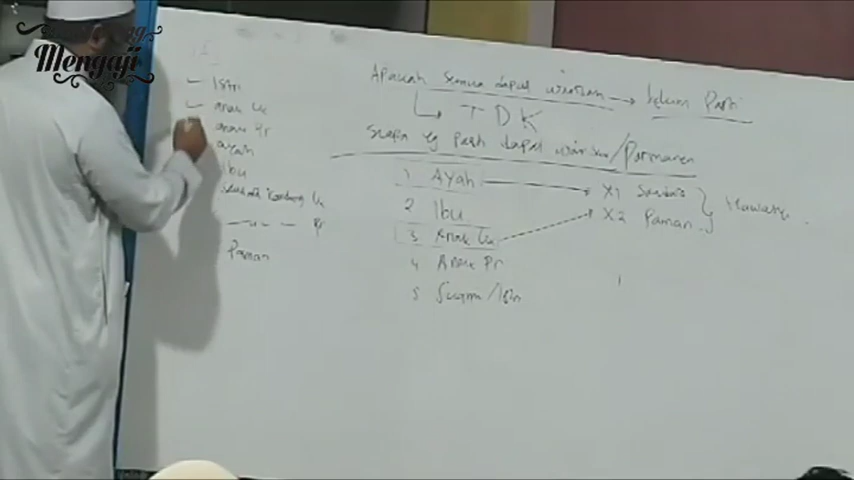 Mengaji
Istri
anak Lk
anak Pr
ayah
Ibu
Saudara Kandung Lk
Pr
Paman
Apakah semua dapat warisan → belum Pasti
TDK
Siapa yg Pasti dapat warisan / Permanen
1 Ayah
2 Ibu
3 Anak Lk
4 Anak Pr
5 Suami / Istri
X1
X2 Paman